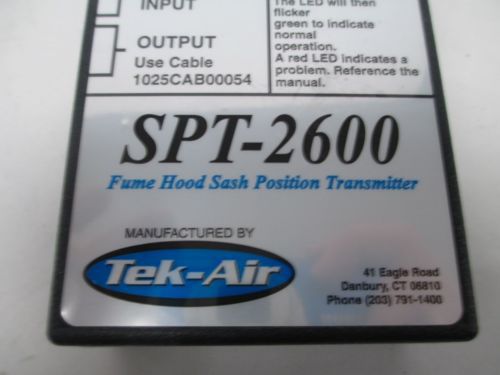 INPUT
OUTPUT
Use Cable
1025CAB00054
The LED will then
flicker
green to indicate
normal
operation.
A red LED indicates a
problem. Reference the
manual.
SPT-2600
Fume Hood Sash Position Transmitter
MANUFACTURED BY
Tek-Air
41 Eagle Road
Danbury, CT 06810
Phone (203) 791-1400